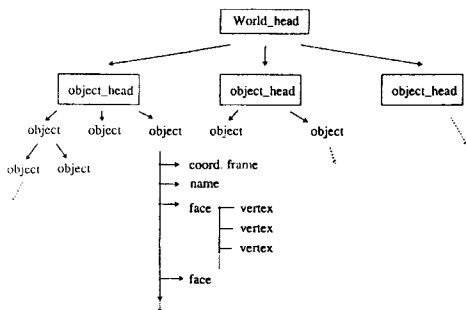 World_head
object_head object_head object_head
object object object object object
object object
coord. frame
name
face vertex
vertex
vertex
face